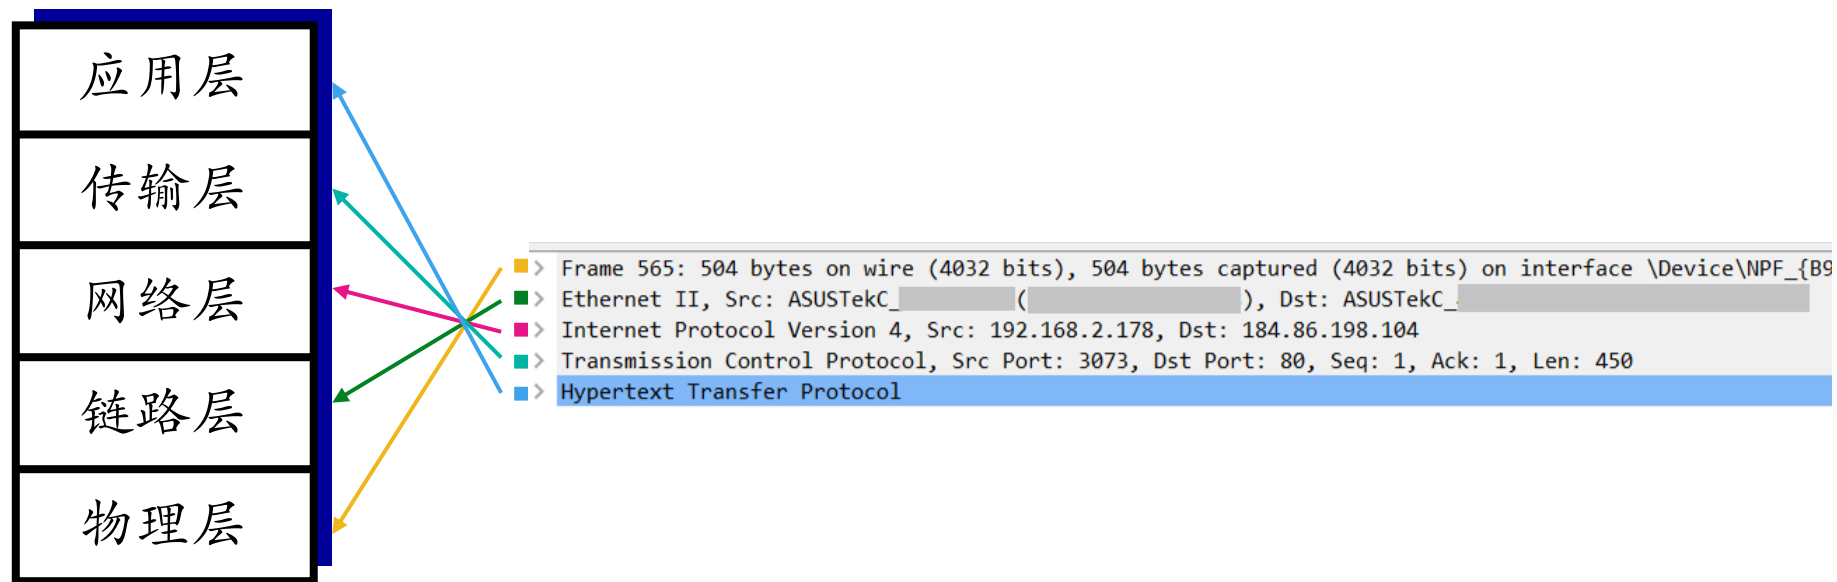 应用层
传输层
网络层
链路层
物理层
Frame 565: 504 bytes on wire (4032 bits), 504 bytes captured (4032 bits) on interface \Device\NPF_{B9
Ethernet II, Src: ASUSTekC_ ( ), Dst: ASUSTekC_
Internet Protocol Version 4, Src: 192.168.2.178, Dst: 184.86.198.104
Transmission Control Protocol, Src Port: 3073, Dst Port: 80, Seq: 1, Ack: 1, Len: 450
Hypertext Transfer Protocol